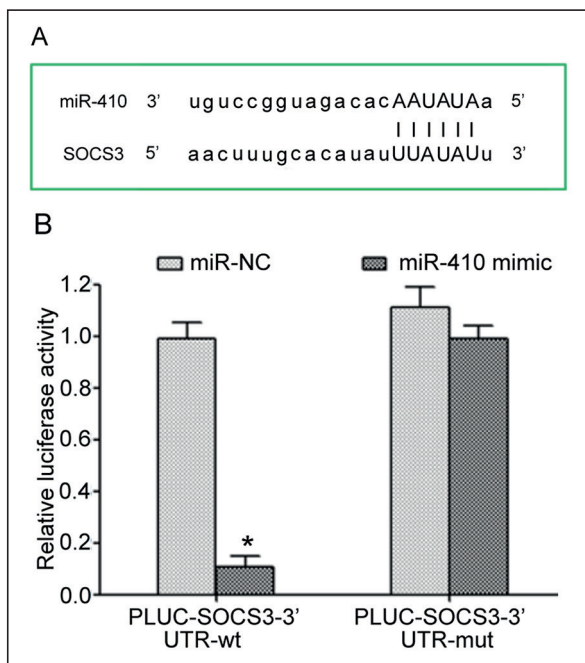 A
miR-410 3' uguccgguagacacAAUAUAa 5'
SOCS3 5' aacuuugcacauauUUAUAUu 3'
B
miR-NC miR-410 mimic
Relative luciferase activity
1.2
1.0
0.8
0.6
0.4
0.2
0.0
*
PLUC-SOCS3-3' PLUC-SOCS3-3'
UTR-wt UTR-mut